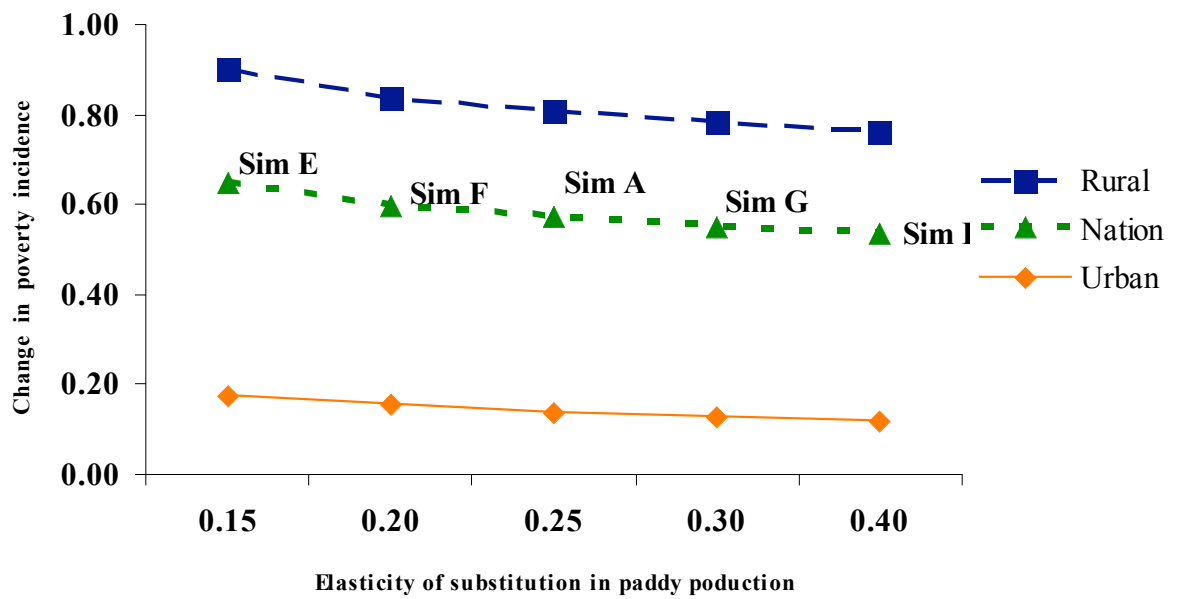 1.00
0.80
0.60
0.40
0.20
0.00
Change in poverty incidence
Sim E
Sim F
Sim A
Sim G
Sim
Rural
Nation
Urban
0.15 0.20 0.25 0.30 0.40
Elasticity of substitution in paddy poduction